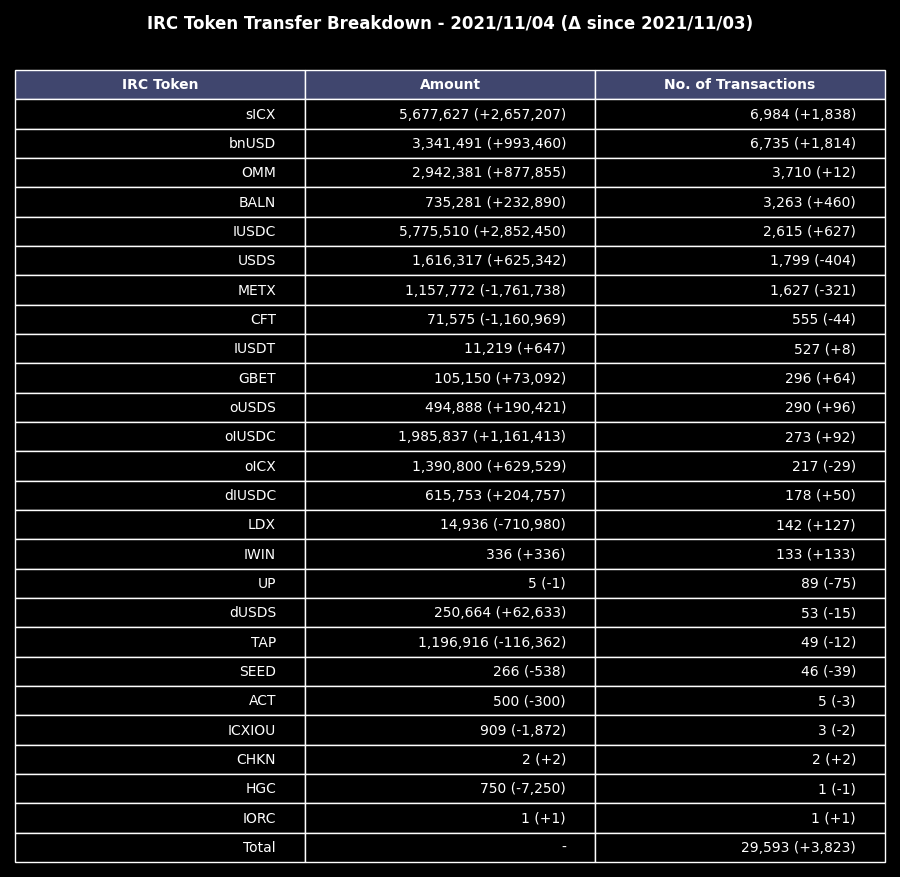 IRC Token Transfer Breakdown - 2021/11/04 (Δ since 2021/11/03)
IRC Token Amount No. of Transactions
sICX 5,677,627 (+2,657,207) 6,984 (+1,838)
bnUSD 3,341,491 (+993,460) 6,735 (+1,814)
OMM 2,942,381 (+877,855) 3,710 (+12)
BALN 735,281 (+232,890) 3,263 (+460)
IUSDC 5,775,510 (+2,852,450) 2,615 (+627)
USDS 1,616,317 (+625,342) 1,799 (-404)
METX 1,157,772 (-1,761,738) 1,627 (-321)
CFT 71,575 (-1,160,969) 555 (-44)
IUSDT 11,219 (+647) 527 (+8)
GBET 105,150 (+73,092) 296 (+64)
oUSDS 494,888 (+190,421) 290 (+96)
oIUSDC 1,985,837 (+1,161,413) 273 (+92)
oICX 1,390,800 (+629,529) 217 (-29)
dIUSDC 615,753 (+204,757) 178 (+50)
LDX 14,936 (-710,980) 142 (+127)
IWIN 336 (+336) 133 (+133)
UP 5 (-1) 89 (-75)
dUSDS 250,664 (+62,633) 53 (-15)
TAP 1,196,916 (-116,362) 49 (-12)
SEED 266 (-538) 46 (-39)
ACT 500 (-300) 5 (-3)
ICXIOU 909 (-1,872) 3 (-2)
CHKN 2 (+2) 2 (+2)
HGC 750 (-7,250) 1 (-1)
IORC 1 (+1) 1 (+1)
Total - 29,593 (+3,823)